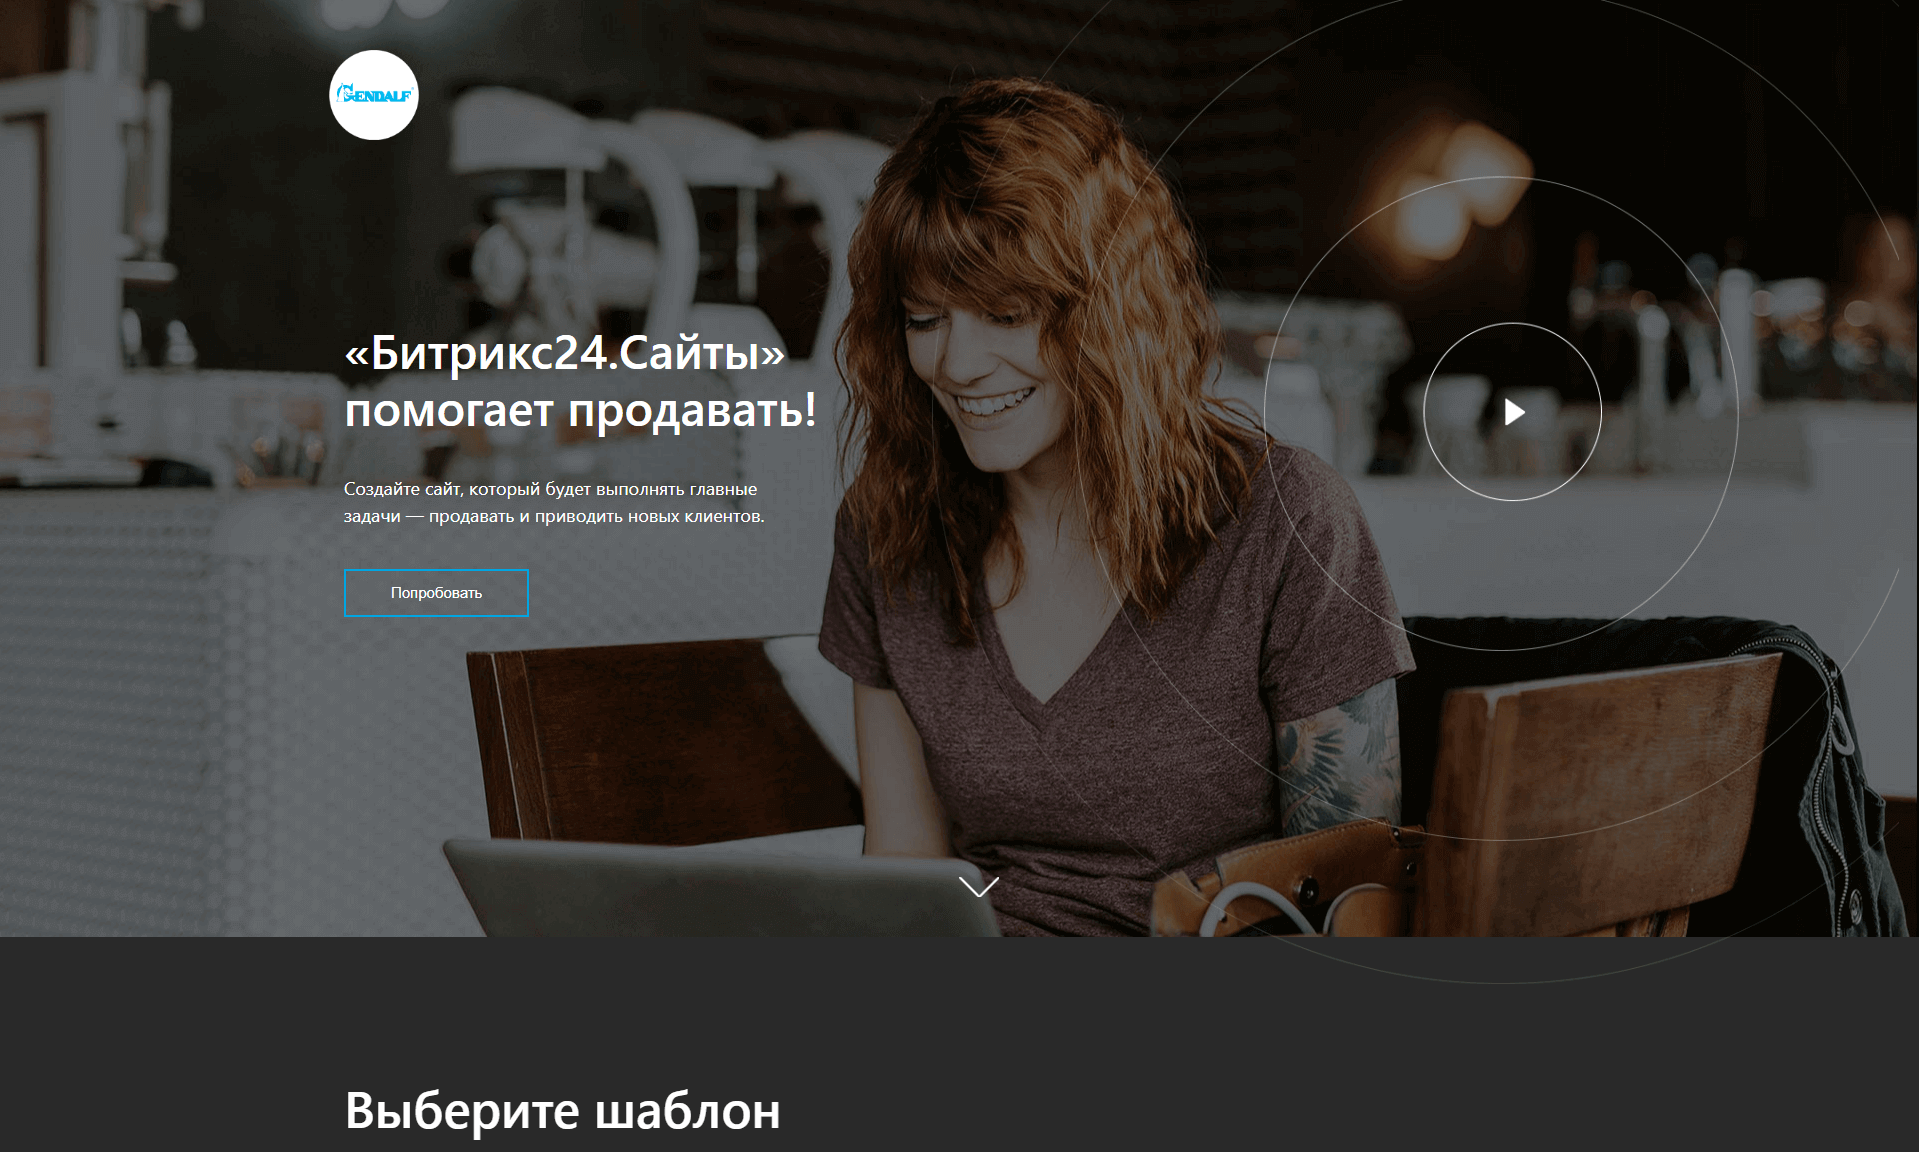 GENDALF
«Битрикс24.Сайты»
помогает продавать!
Создайте сайт, который будет выполнять главные
задачи — продавать и приводить новых клиентов.
Попробовать
Выберите шаблон